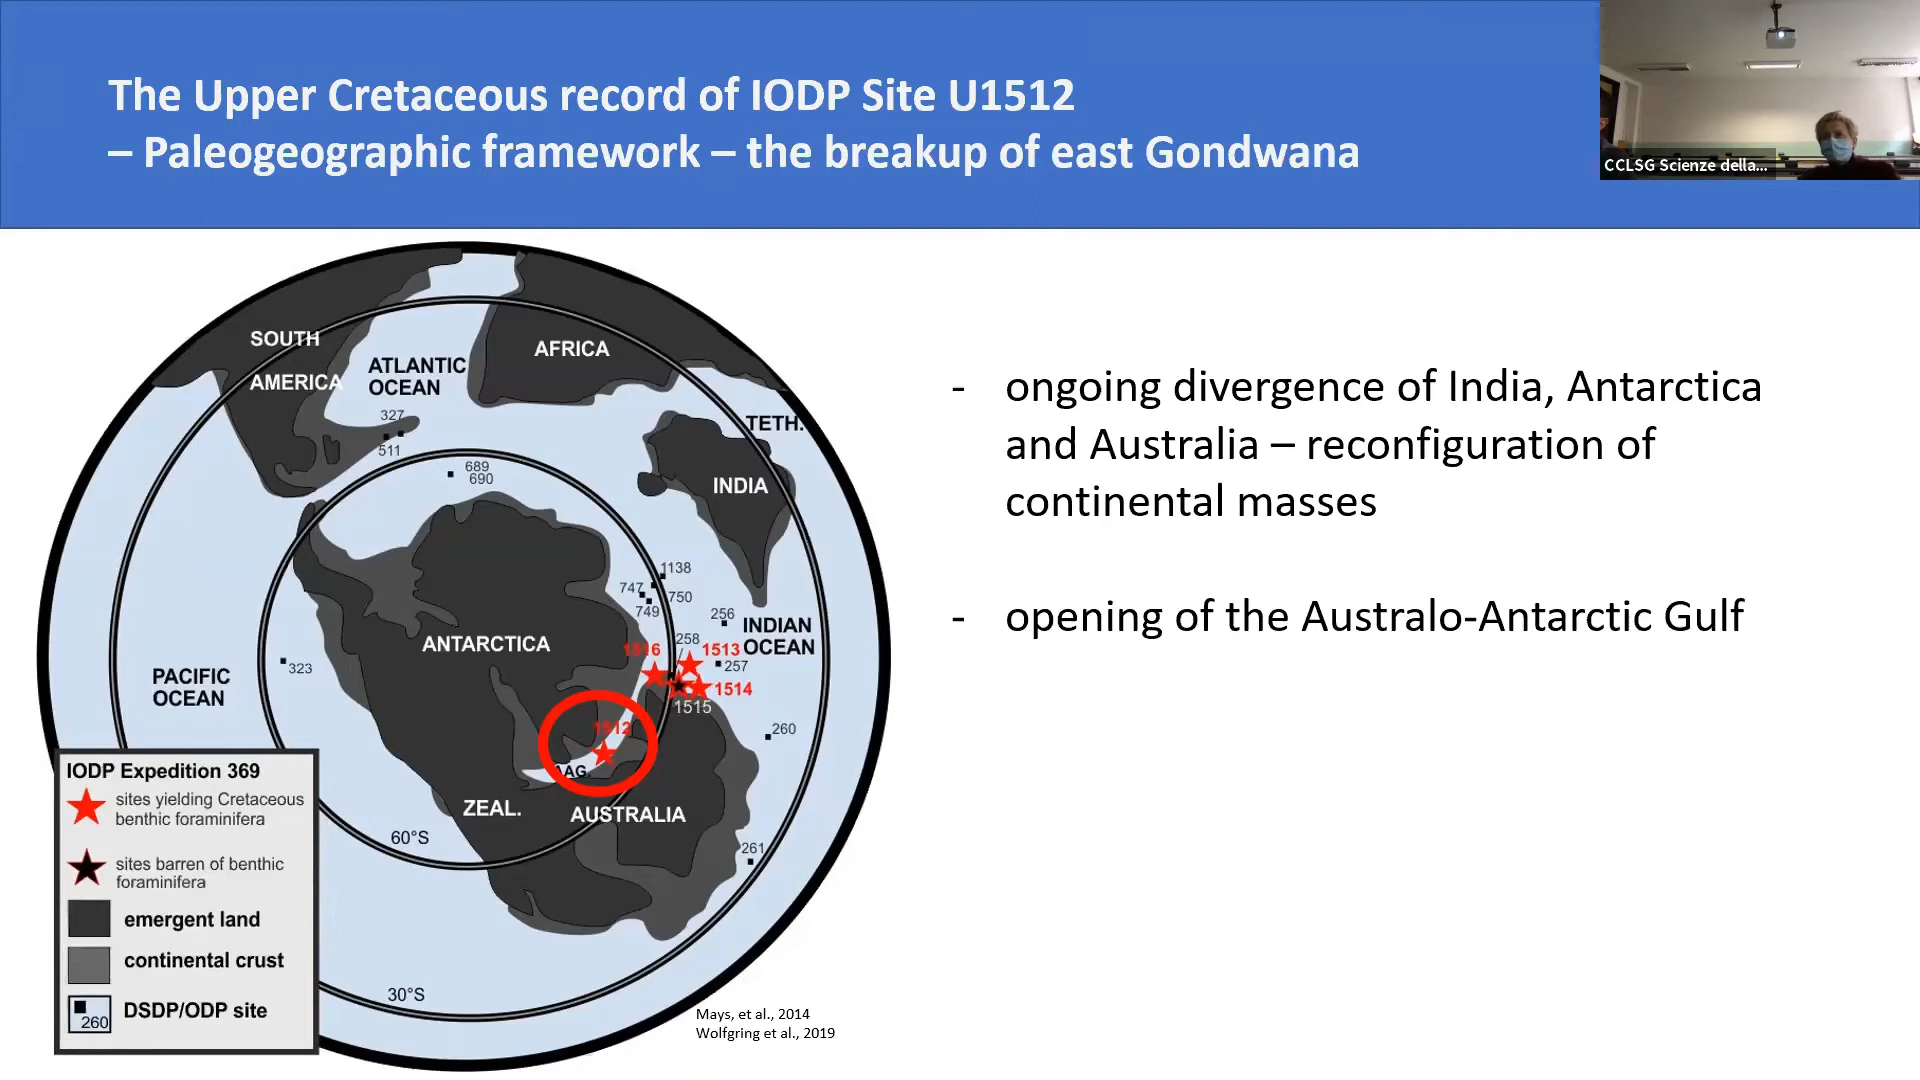 The Upper Cretaceous record of IODP Site U1512
– Paleogeographic framework – the breakup of east Gondwana
CCLSG Scienze della...
SOUTH
AMERICA
ATLANTIC
OCEAN
AFRICA
TETH.
327
511
689
690
INDIA
1138
747
750
749
256
INDIAN
OCEAN
ANTARCTICA
258
1516
1513
257
323
1514
1515
PACIFIC
OCEAN
1512
260
AAG.
ZEAL.
AUSTRALIA
60°S
261
30°S
IODP Expedition 369
sites yielding Cretaceous
benthic foraminifera
sites barren of benthic
foraminifera
emergent land
continental crust
260
DSDP/ODP site
Mays, et al., 2014
Wolfgring et al., 2019
- ongoing divergence of India, Antarctica
and Australia – reconfiguration of
continental masses
- opening of the Australo-Antarctic Gulf